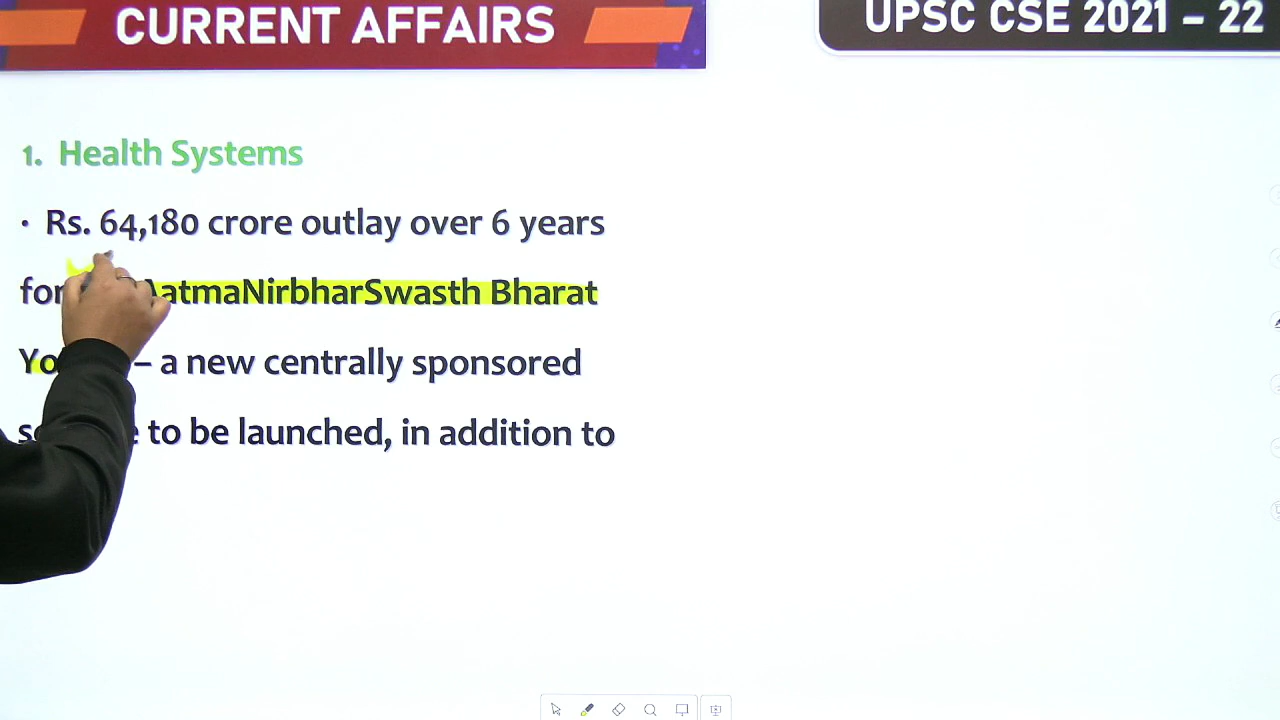 CURRENT AFFAIRS
UPSC CSE 2021 – 22
1. Health Systems
• Rs. 64,180 crore outlay over 6 years
for AatmaNirbharSwasth Bharat
– a new centrally sponsored
to be launched, in addition to